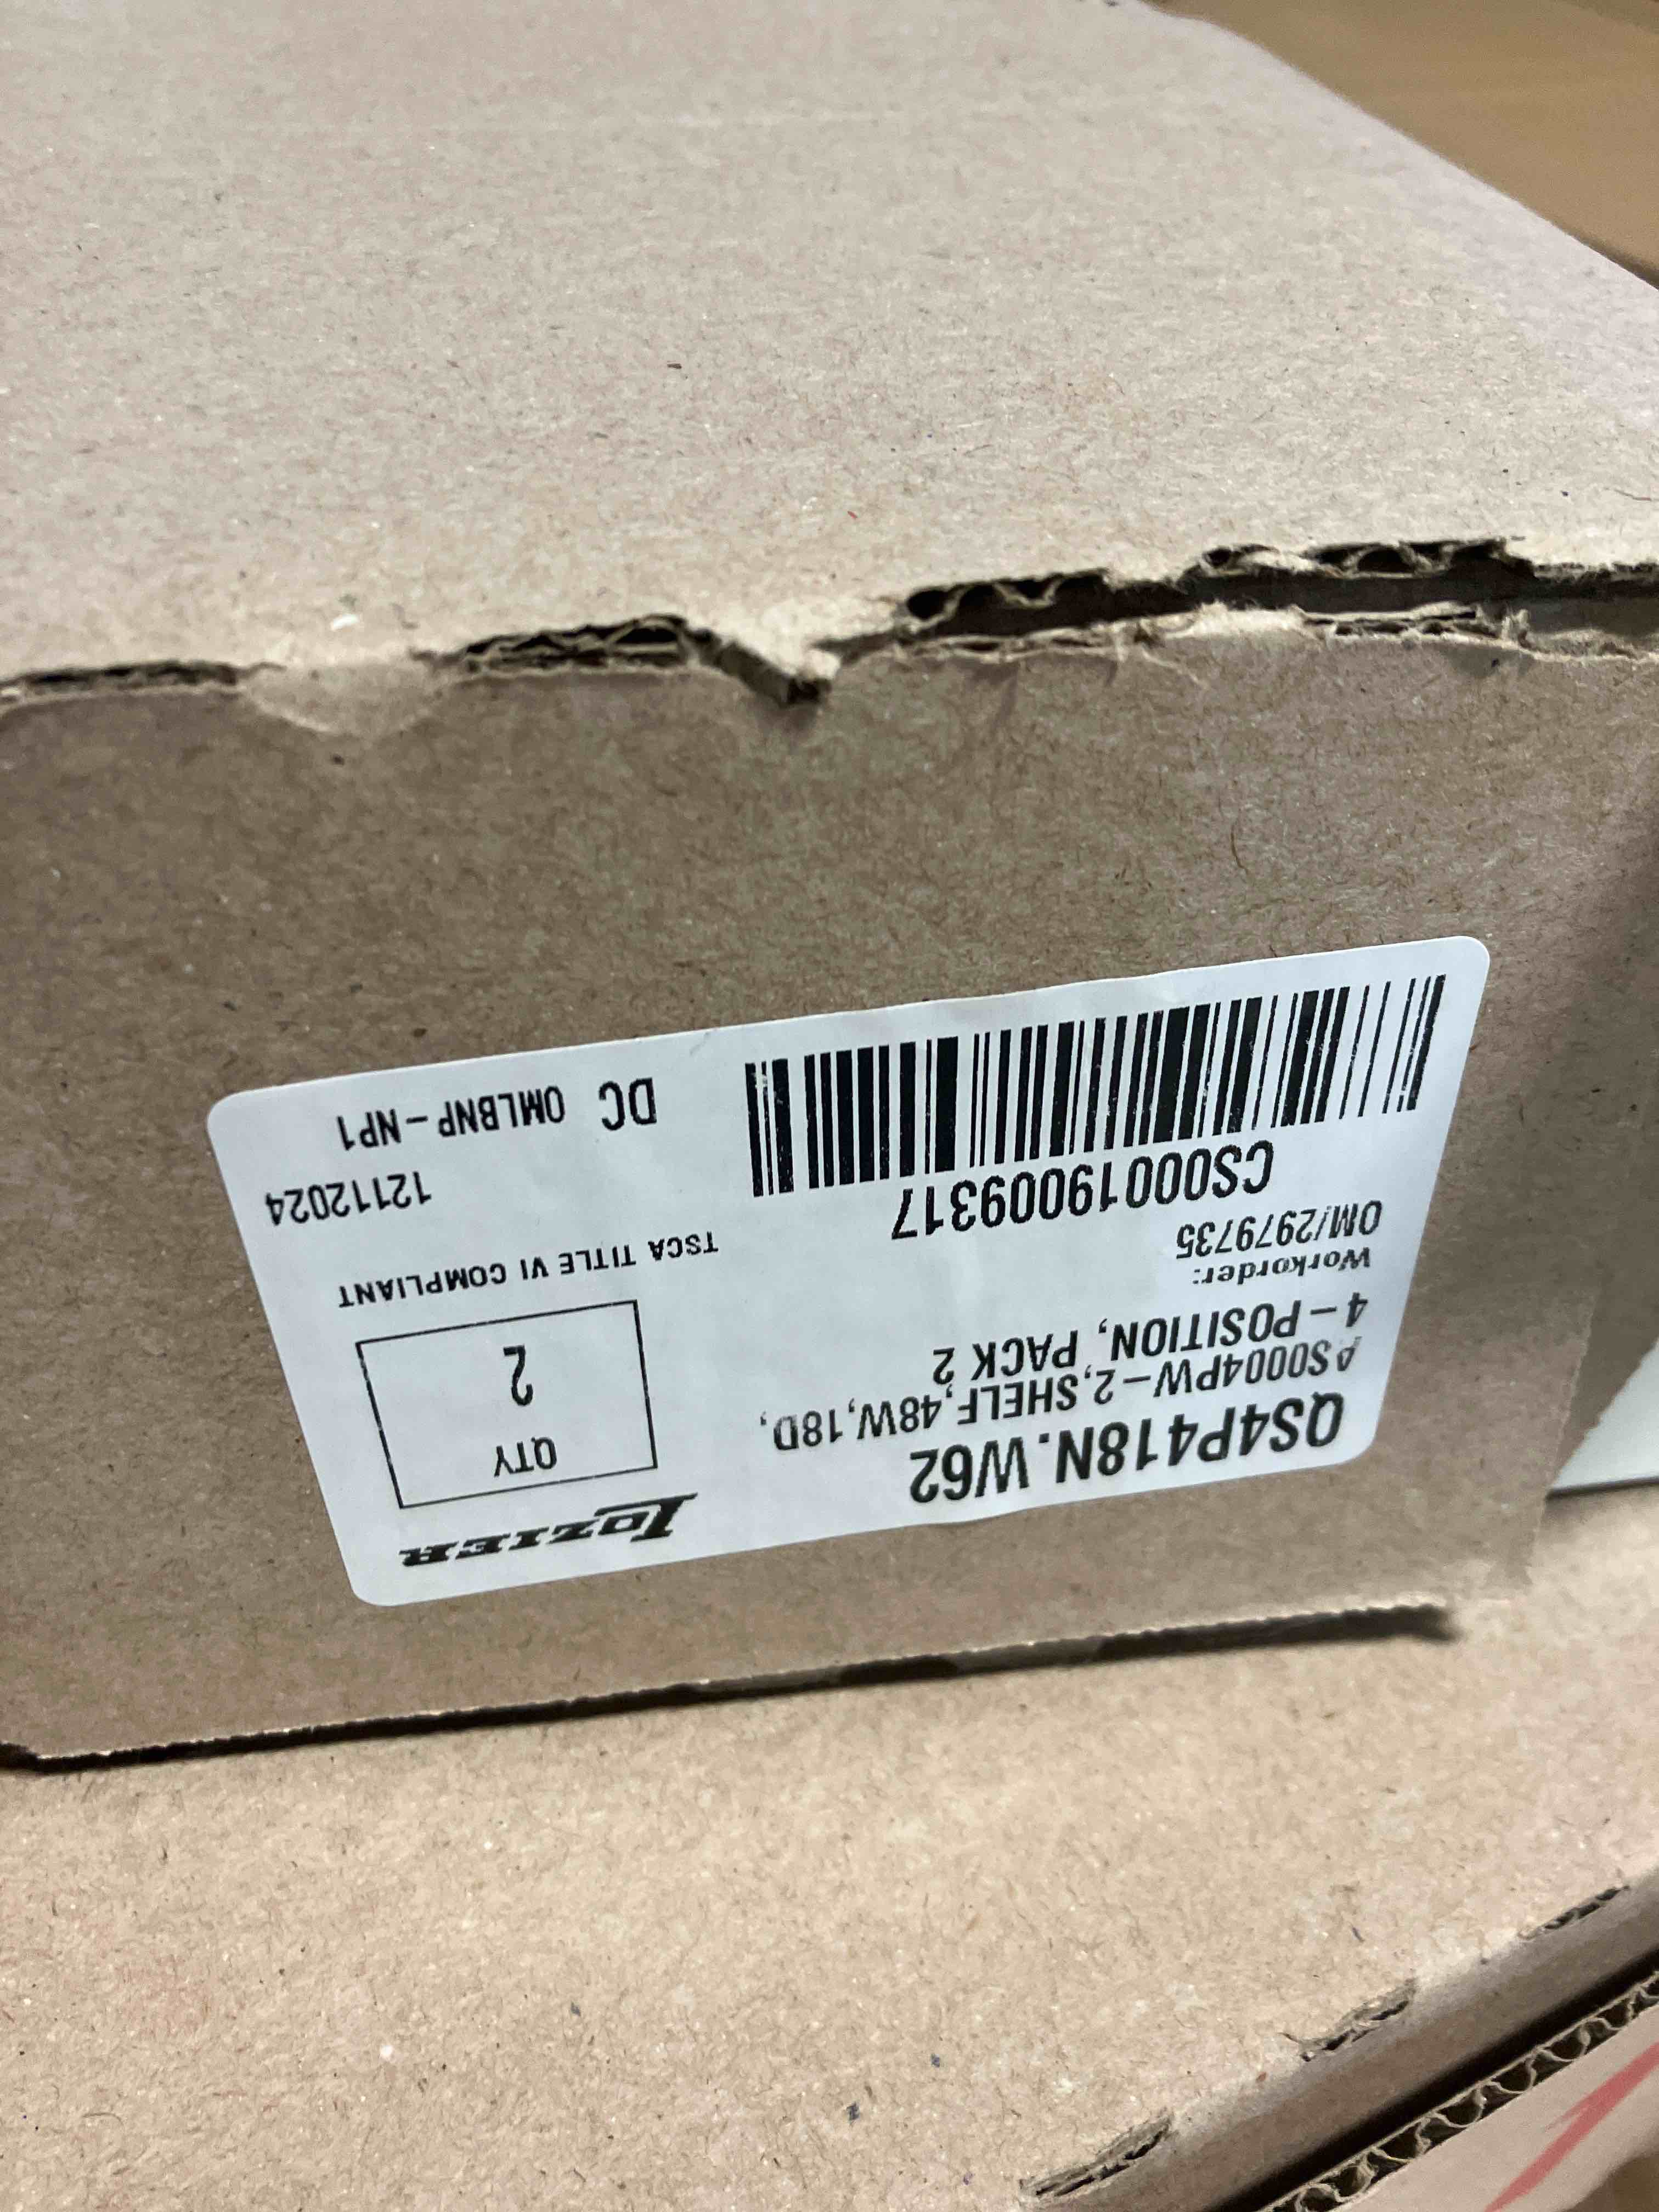 QS4P418N.W62
PS0004PW-2,SHELF,48W,18D,
4-POSITION, PACK 2
Workorder:
OM/2979735
CS00019009317
LOZIER
QTY
2
TSCA TITLE VI COMPLIANT
12112024
DC OMLBNP-NP1